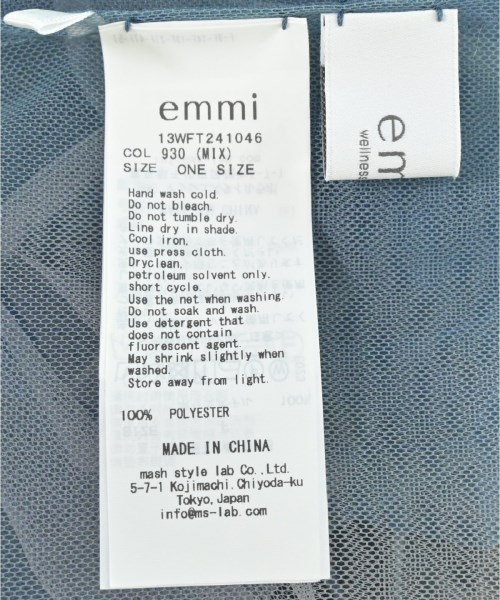 emmi
13WFT241046
COL 930 (MIX)
SIZE ONE SIZE
Hand wash cold.
Do not bleach.
Do not tumble dry.
Line dry in shade.
Cool iron,
use press cloth.
Dryclean,
petroleum solvent only.
short cycle.
Use the net when washing.
Do not soak and wash.
Use detergent that
does not contain
fluorescent agent.
May shrink slightly when
washed.
Store away from light.
100% POLYESTER
MADE IN CHINA
mash style lab Co.,Ltd.
5-7-1 Kojimachi.Chiyoda-ku
Tokyo,Japan
info@ms-lab.com
em
wellness